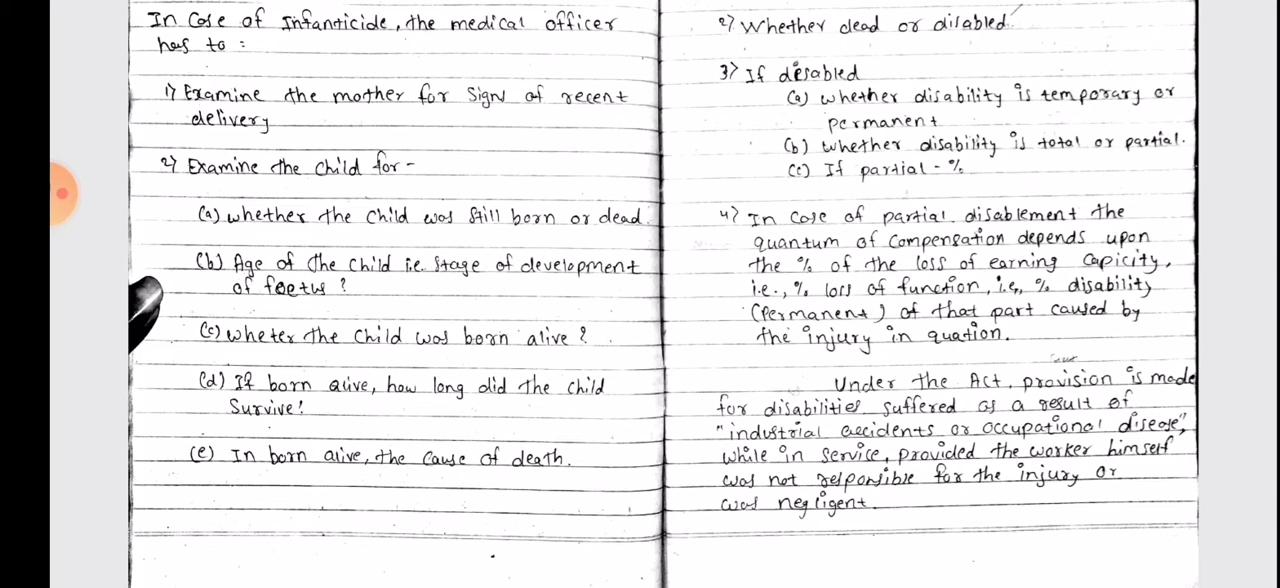 In Case of Infanticide, the medical officer
has to :
1) Examine the mother for Signs of recent
delivery
2) Examine the child for -
(a) whether the child was still born or dead.
(b) Age of the child i.e. stage of development
of foetus ?
(c) wheter the child was born alive ?
(d) If born alive, how long did the child
Survive!
(e) In born alive, the cause of death.
2) Whether dead or disabled
3) If desabled
(a) whether disability is temporary or
permanent
(b) whether disability is total or partial.
(c) If partial - %
4) In Case of partial disablement the
quantum of compensation depends upon
the % of the loss of earning capicity,
i.e., % loss of function, i.e, % disability
(Permanent) of that part caused by
the injury in quation.
Under the Act, provision is made
for disabilities suffered as a result of
"industrial accidents or occupational disease",
while in service, provided the worker himself
was not responsible for the injury or
was negligent.